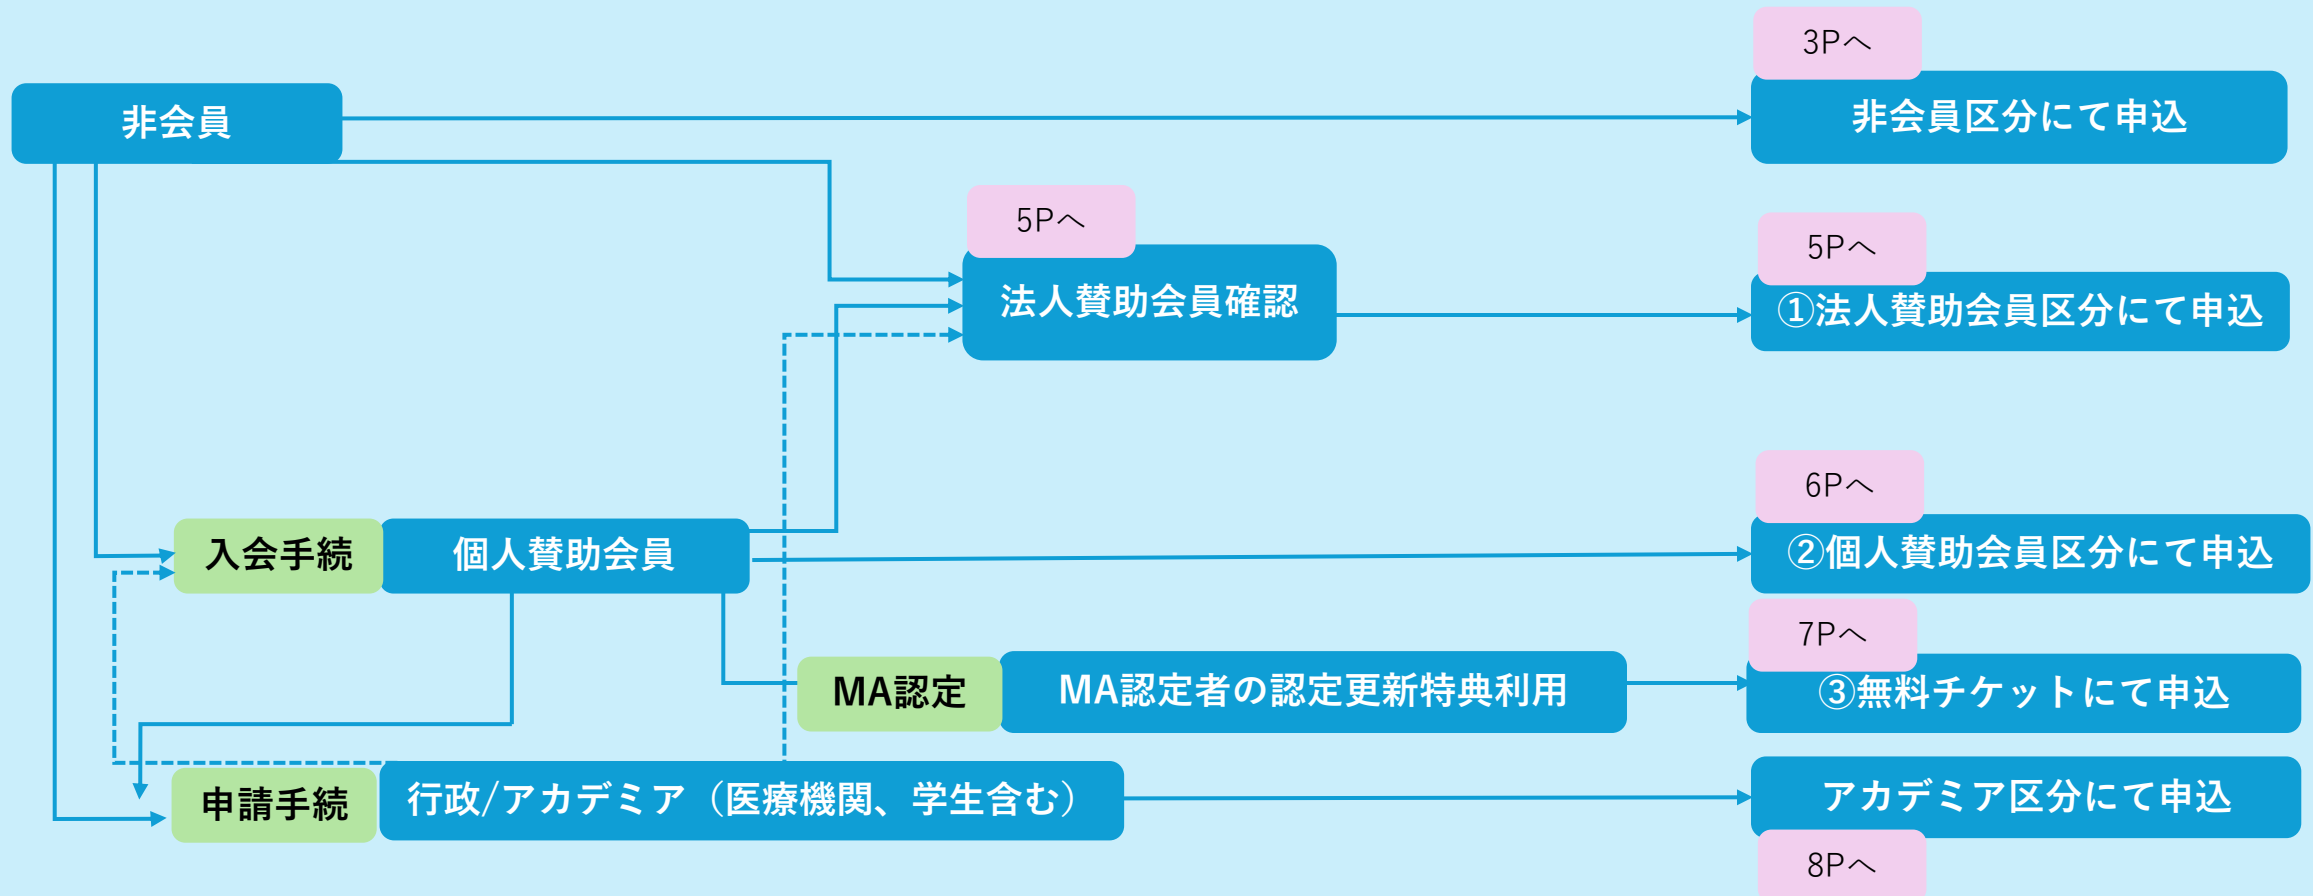 3Pへ
非会員
非会員区分にて申込
5Pへ
法人賛助会員確認
5Pへ
①法人賛助会員区分にて申込
6Pへ
入会手続
個人賛助会員
②個人賛助会員区分にて申込
7Pへ
MA認定
MA認定者の認定更新特典利用
③無料チケットにて申込
申請手続
行政/アカデミア（医療機関、学生含む）
アカデミア区分にて申込
8Pへ